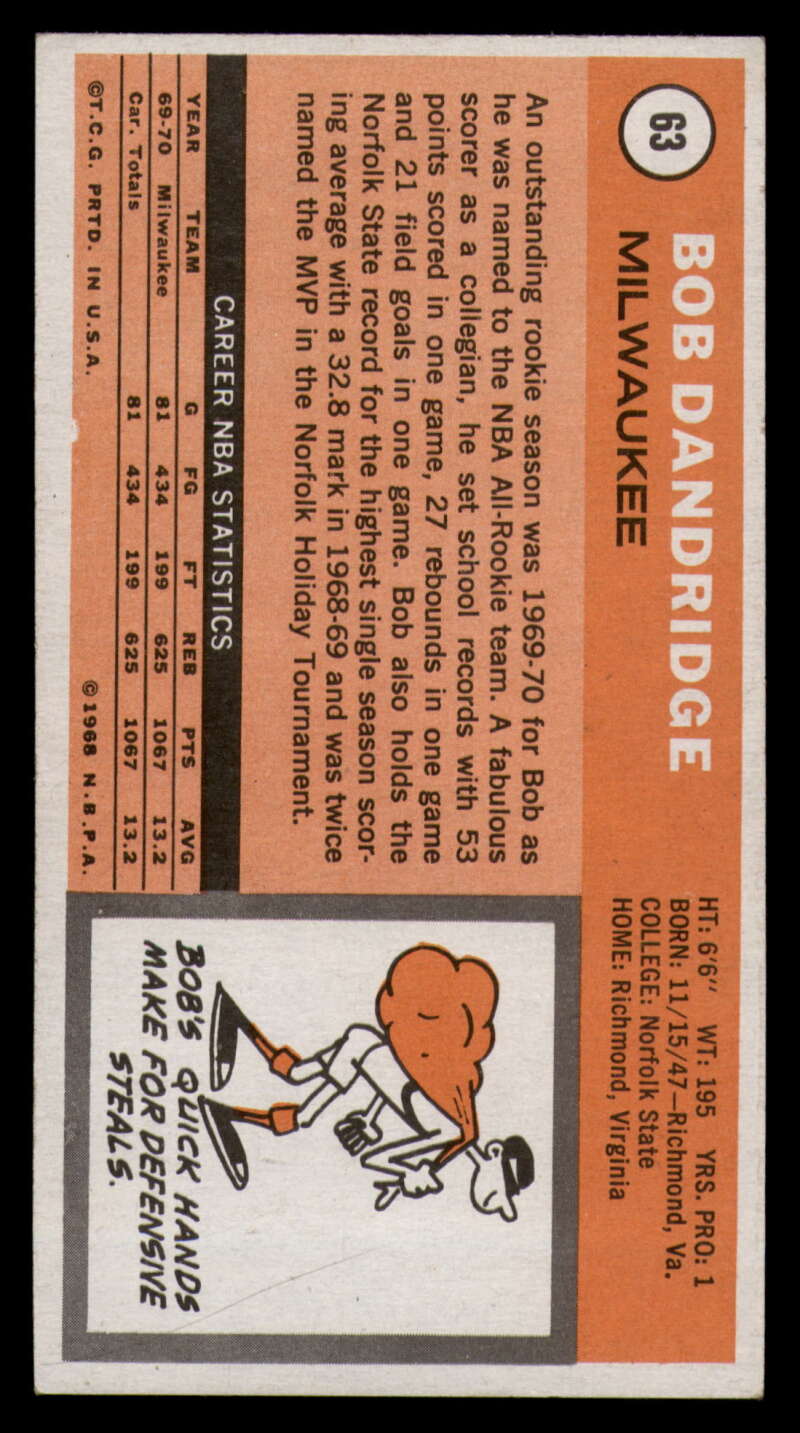 63
BOB DANDRIDGE
MILWAUKEE
HT: 6'6" WT: 195 YRS. PRO: 1
BORN: 11/15/47—Richmond, Va.
COLLEGE: Norfolk State
HOME: Richmond, Virginia
An outstanding rookie season was 1969-70 for Bob as
he was named to the NBA All-Rookie team. A fabulous
scorer as a collegian, he set school records with 53
points scored in one game, 27 rebounds in one game
and 21 field goals in one game. Bob also holds the
Norfolk State record for the highest single season scor-
ing average with a 32.8 mark in 1968-69 and was twice
named the MVP in the Norfolk Holiday Tournament.
CAREER NBA STATISTICS
YEAR TEAM G FG FT REB PTS AVG
69-70 Milwaukee 81 434 199 625 1067 13.2
Car. Totals 81 434 199 625 1067 13.2
©T.C.G. PRTD. IN U.S.A. ©1968 N.B.P.A.
BOB'S QUICK HANDS
MAKE FOR DEFENSIVE
STEALS.